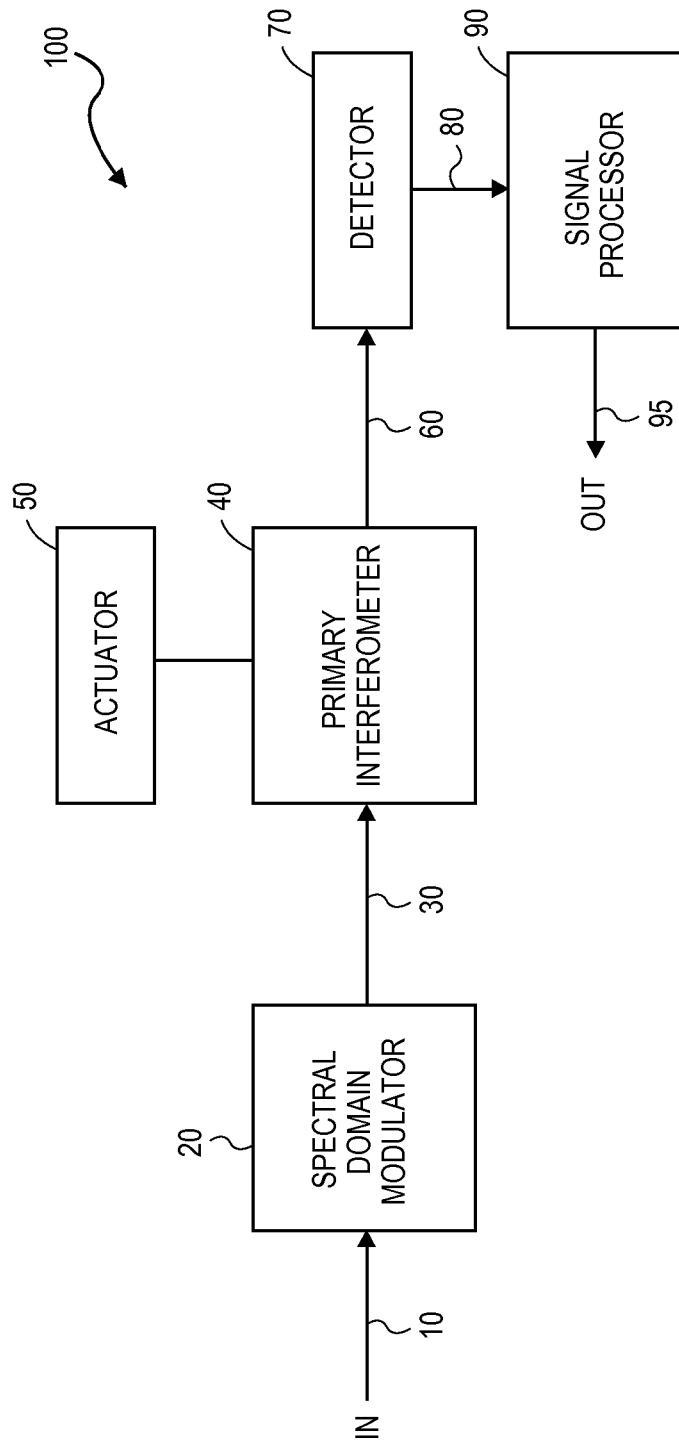 100
50
ACTUATOR
70
DETECTOR
20
SPECTRAL
DOMAIN
MODULATOR
40
PRIMARY
INTERFEROMETER
80
90
SIGNAL
PROCESSOR
IN
10
30
60
OUT
95